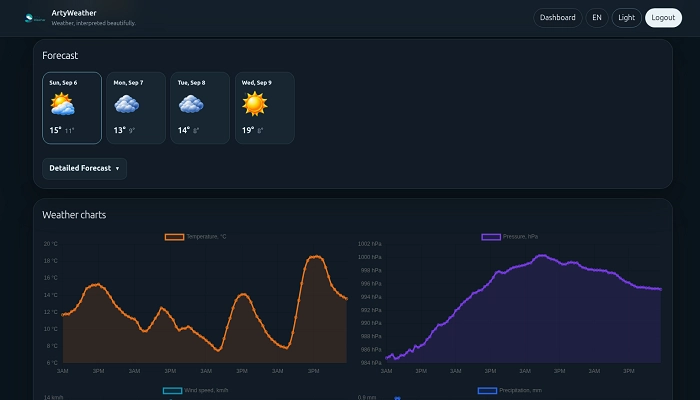 ArtyWeather
Weather, interpreted beautifully.
Dashboard EN Light Logout
Forecast
Sun, Sep 6 Mon, Sep 7 Tue, Sep 8 Wed, Sep 9
15° 11° 13° 9° 14° 8° 19° 8°
Detailed Forecast ▼
Weather charts
Temperature, °C Pressure, hPa
20 °C 1002 hPa
18 °C 1000 hPa
16 °C 998 hPa
14 °C 996 hPa
994 hPa
12 °C 992 hPa
10 °C 990 hPa
988 hPa
8 °C 986 hPa
6 °C 984 hPa
3AM 3PM 3AM 3PM 3AM 3PM 3AM 3PM 3AM 3PM 3AM 3PM 3AM 3PM 3AM 3PM
Wind speed, km/h Precipitation, mm
14 km/h 0.9 mm